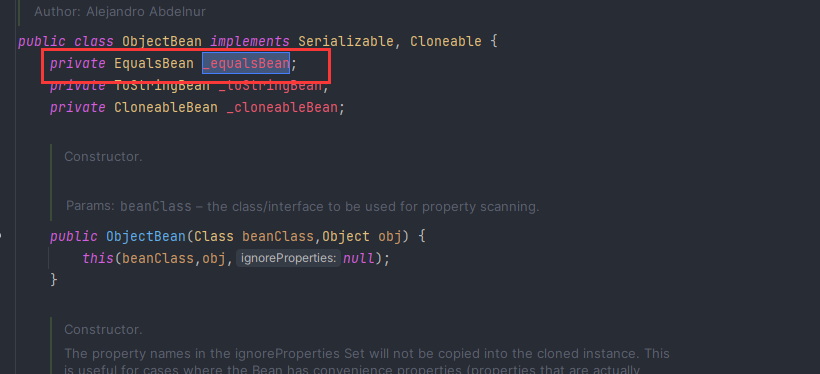 Author: Alejandro Abdelnur
public class ObjectBean implements Serializable, Cloneable {
private EqualsBean _equalsBean;
private ToStringBean _toStringBean;
private CloneableBean _cloneableBean;
Constructor.
Params: beanClass – the class/interface to be used for property scanning.
public ObjectBean(Class beanClass,Object obj) {
this(beanClass,obj, ignoreProperties: null);
}
Constructor.
The property names in the ignoreProperties Set will not be copied into the cloned instance. This
is useful for cases where the Bean has convenience properties (properties that are actually